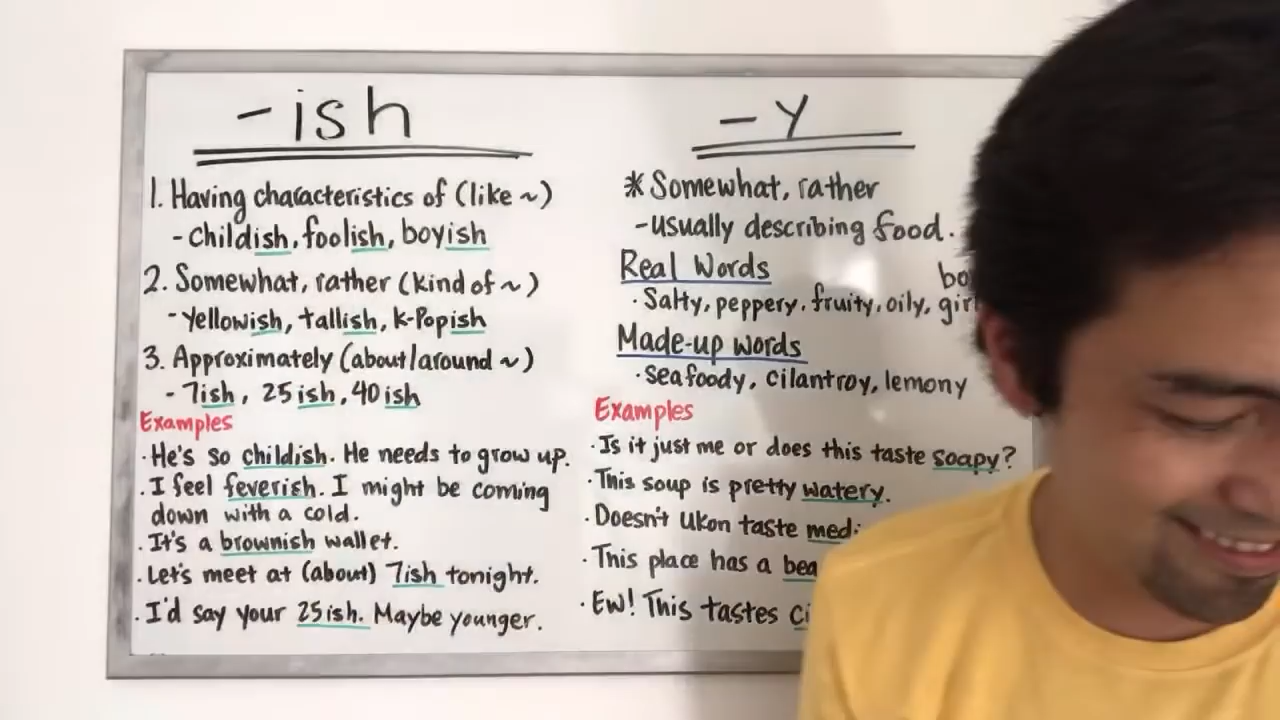 -ish
1. Having characteristics of (like ~)
- childish, foolish, boyish
2. Somewhat, rather (kind of ~)
- yellowish, tallish, K-Popish
3. Approximately (about/around ~)
- 7ish, 25ish, 40ish
Examples
· He's so childish. He needs to grow up.
· I feel feverish. I might be coming
down with a cold.
· It's a brownish wallet.
· Let's meet at (about) 7ish tonight.
· I'd say your 25ish. Maybe younger.
-y
* Somewhat, rather
- usually describing food.
Real Words
· Salty, peppery, fruity, oily,
Made-up words
· seafoody, cilantroy, lemony
Examples
· Is it just me or does this taste soapy?
· This soup is pretty watery.
· Doesn't Ukon taste
· This place has a
· Ew! This tastes